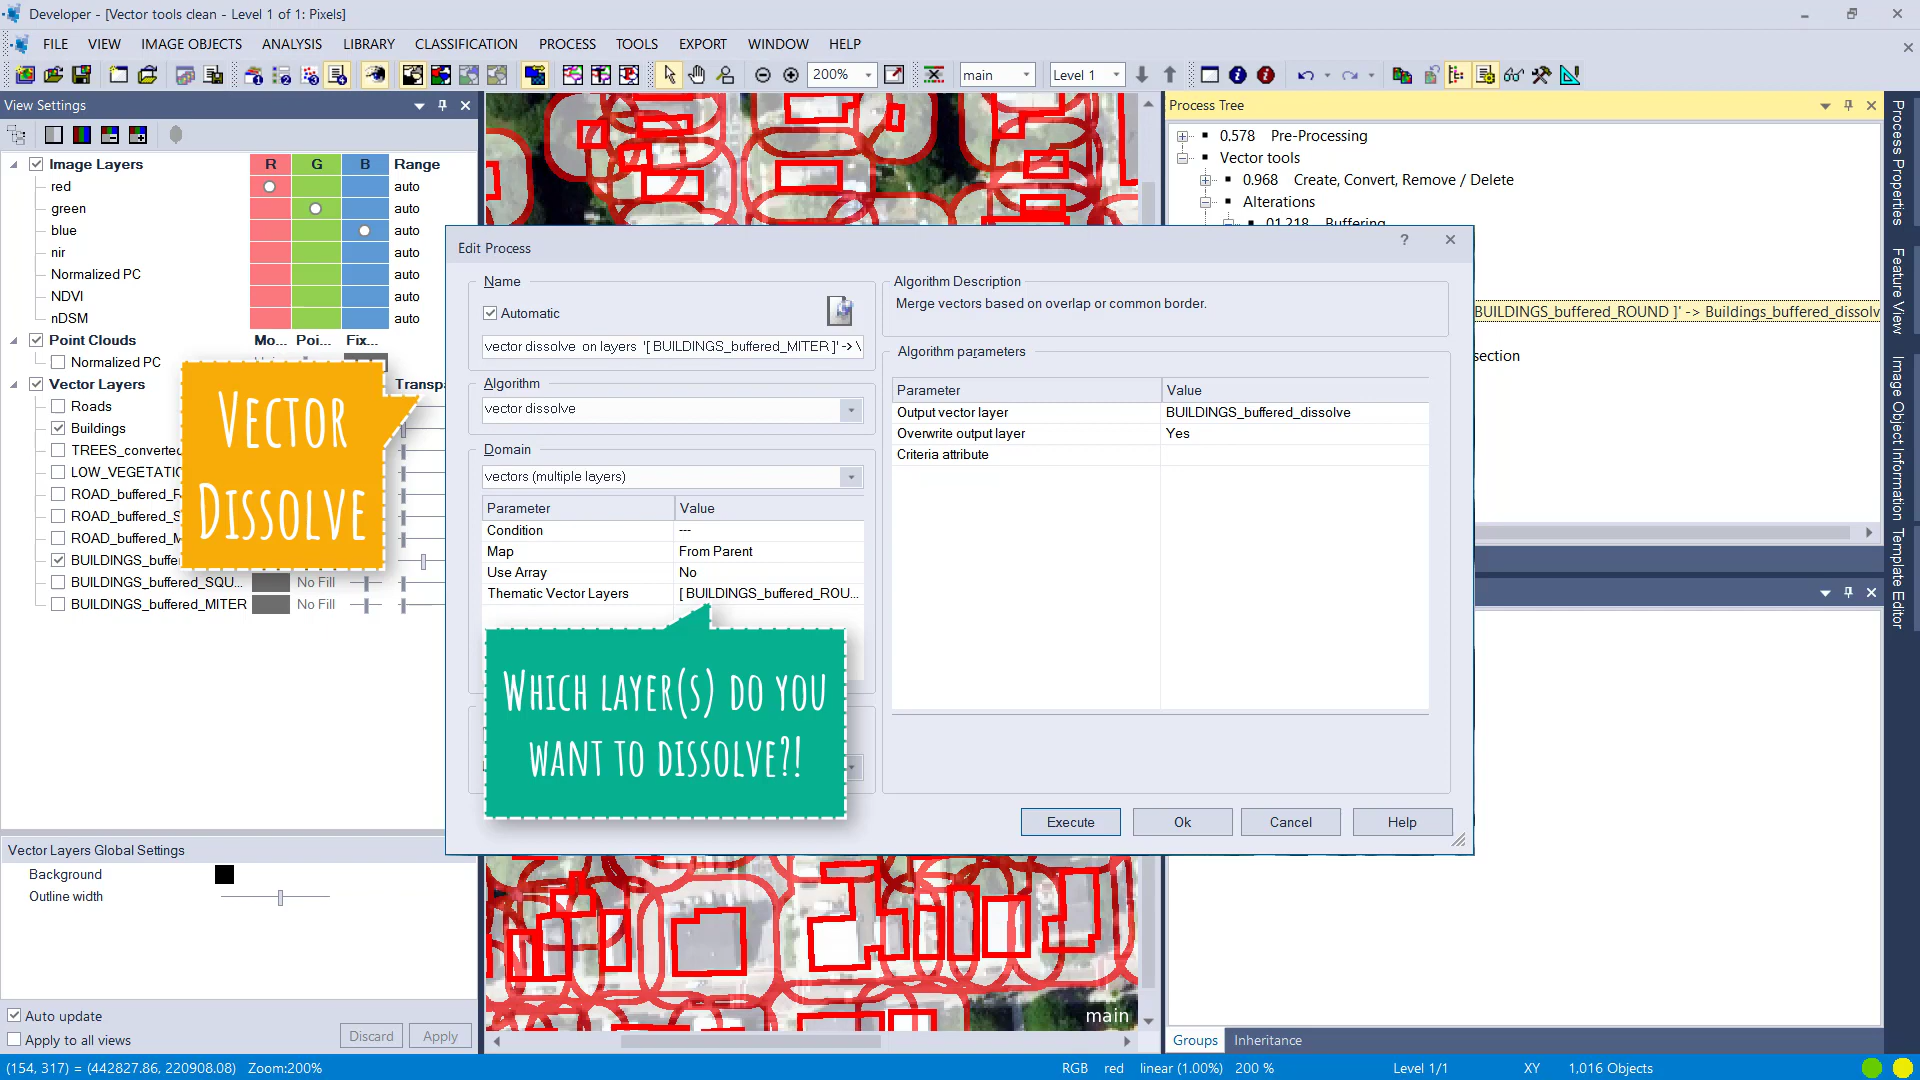 Developer - [Vector tools clean - Level 1 of 1: Pixels]
FILE VIEW IMAGE OBJECTS ANALYSIS LIBRARY CLASSIFICATION PROCESS TOOLS EXPORT WINDOW HELP
200% main Level 1
View Settings
Image Layers R G B Range
red auto
green auto
blue auto
nir auto
Normalized PC auto
NDVI auto
nDSM auto
Point Clouds Mo... Poi... Fix...
Normalized PC
Vector Layers Transp
Roads
Buildings
TREES_converted
LOW_VEGETATIO
ROAD_buffered_
ROAD_buffered_S
ROAD_buffered_M
BUILDINGS_buffe
BUILDINGS_buffered_SQU... No Fill
BUILDINGS_buffered_MITER No Fill
Vector
Dissolve
Vector Layers Global Settings
Background
Outline width
Auto update
Apply to all views
Discard Apply
Edit Process
Name
Automatic
vector dissolve on layers '[ BUILDINGS_buffered_MITER ]' -> \
Algorithm
vector dissolve
Domain
vectors (multiple layers)
Parameter Value
Condition ---
Map From Parent
Use Array No
Thematic Vector Layers [ BUILDINGS_buffered_ROU...
Which layer(s) do you
want to dissolve?!
Algorithm Description
Merge vectors based on overlap or common border.
Algorithm parameters
Parameter Value
Output vector layer BUILDINGS_buffered_dissolve
Overwrite output layer Yes
Criteria attribute
Execute Ok Cancel Help
main
Process Tree
0.578 Pre-Processing
Vector tools
0.968 Create, Convert, Remove / Delete
Alterations
01.218 Buffering
BUILDINGS_buffered_ROUND ]' -> Buildings_buffered_dissolv
section
Groups Inheritance
Process Properties
Feature View
Image Object Information
Template Editor
(154, 317) = (442827.86, 220908.08) Zoom:200%
RGB red linear (1.00%) 200 % Level 1/1 XY 1,016 Objects